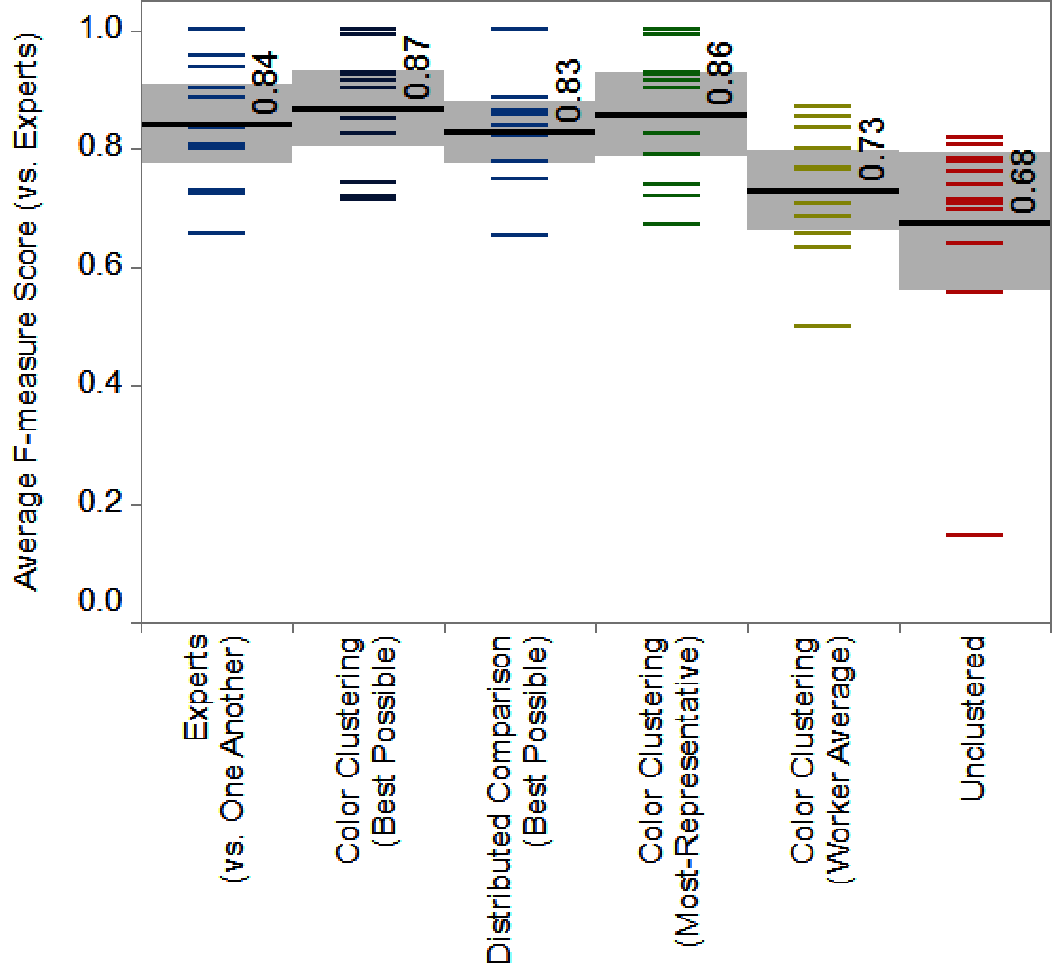 Average F-measure Score (vs. Experts)
1.0
0.8
0.6
0.4
0.2
0.0
0.84
0.87
0.83
0.86
0.73
0.68
Experts
(vs. One Another)
Color Clustering
(Best Possible)
Distributed Comparison
(Best Possible)
Color Clustering
(Most-Representative)
Color Clustering
(Worker Average)
Unclustered